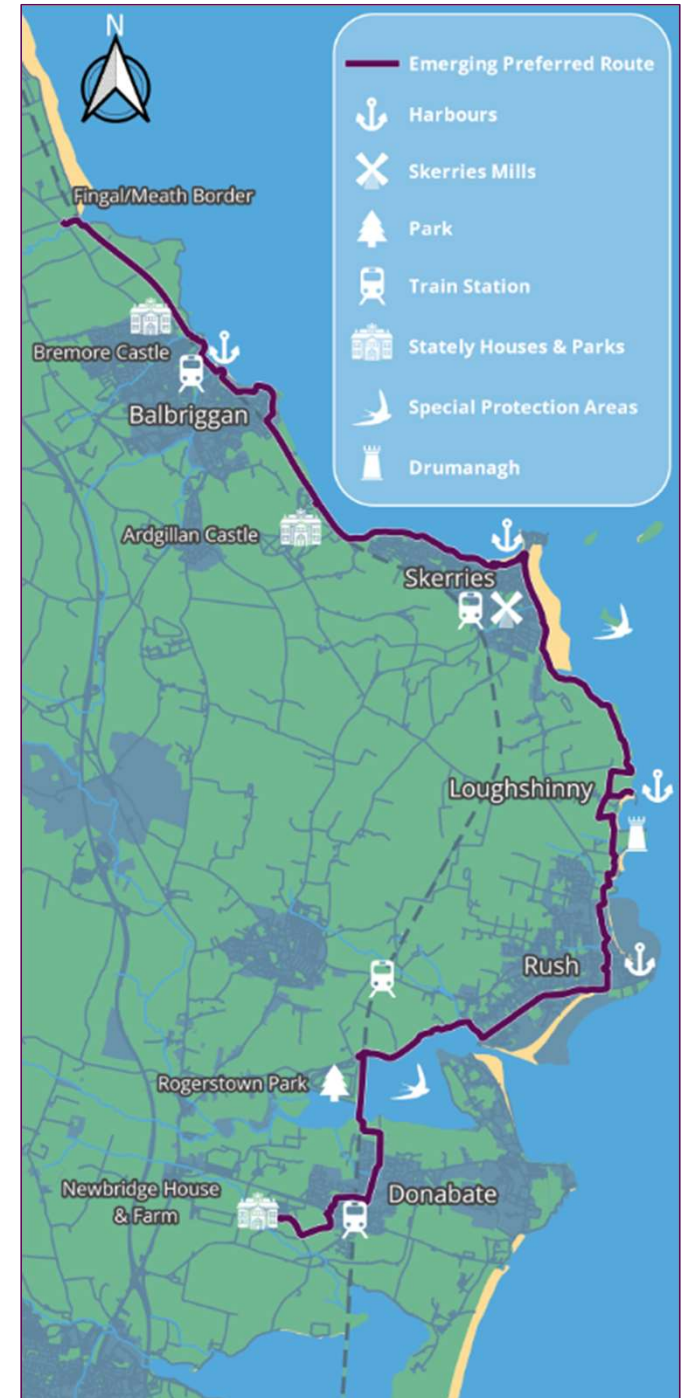 N
Emerging Preferred Route
Harbours
Skerries Mills
Park
Train Station
Stately Houses & Parks
Special Protection Areas
Drumanagh
Fingal/Meath Border
Bremore Castle
Balbriggan
Ardgillan Castle
Skerries
Loughshinny
Rush
Rogerstown Park
Newbridge House
& Farm
Donabate